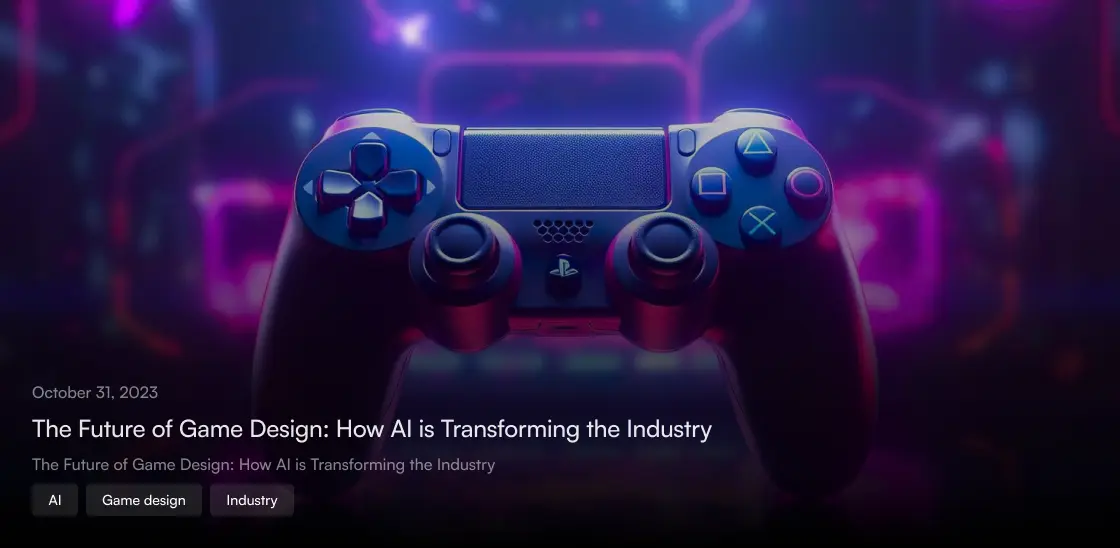 October 31, 2023
The Future of Game Design: How AI is Transforming the Industry
The Future of Game Design: How AI is Transforming the Industry
AI
Game design
Industry